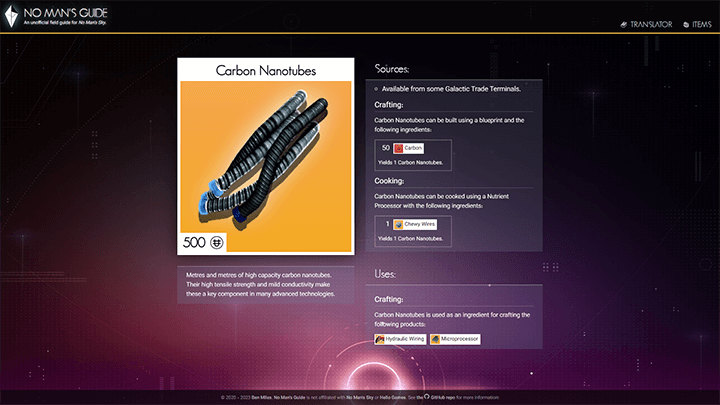 NO MAN'S GUIDE
An unofficial field guide for No Man's Sky.
TRANSLATOR
ITEMS
Carbon Nanotubes
500
Metres and metres of high capacity carbon nanotubes.
Their high tensile strength and mild conductivity make
these a key component in many advanced technologies.
Sources:
Available from some Galactic Trade Terminals.
Crafting:
Carbon Nanotubes can be built using a blueprint and the
following ingredients:
50 Carbon
Yields 1 Carbon Nanotubes.
Cooking:
Carbon Nanotubes can be cooked using a Nutrient
Processor with the following ingredients:
1 Chewy Wires
Yields 1 Carbon Nanotubes.
Uses:
Crafting:
Carbon Nanotubes is used as an ingredient for crafting the
following products:
Hydraulic Wiring Microprocessor
© 2020 - 2023 Ben Miles. No Man's Guide is not affiliated with No Man's Sky or Hello Games. See the GitHub repo for more information.